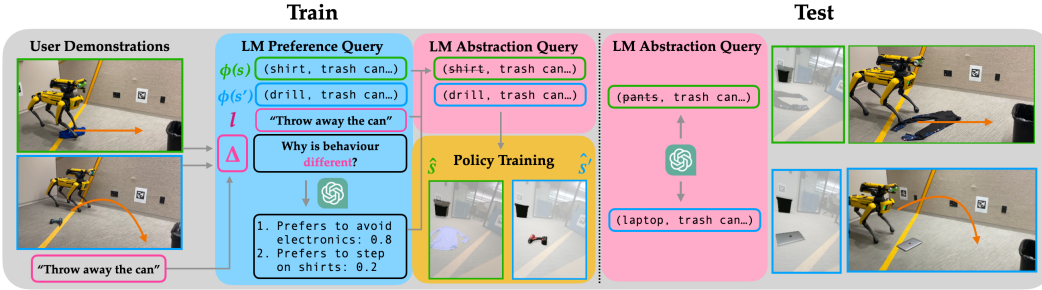 Train
Test
User Demonstrations
LM Preference Query
LM Abstraction Query
LM Abstraction Query
ϕ(s) (shirt, trash can…)
(shirt, trash can…)
ϕ(s′) (drill, trash can…)
(drill, trash can…)
(pants, trash can…)
l “Throw away the can”
Δ Why is behaviour
different?
ŝ Policy Training ŝ′
1. Prefers to avoid
electronics: 0.8
2. Prefers to step
on shirts: 0.2
(laptop, trash can…)
“Throw away the can”